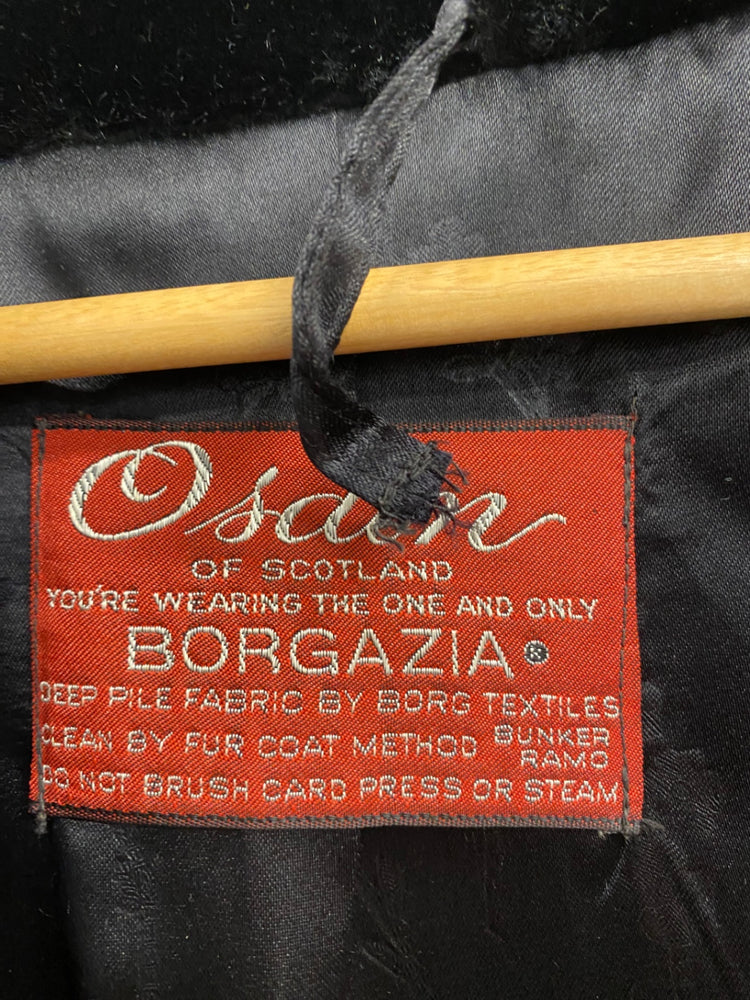 OF SCOTLAND
YOU'RE WEARING THE ONE AND ONLY
BORGAZIA®
DEEP PILE FABRIC BY BORG TEXTILES
CLEAN BY FUR COAT METHOD BUNKER RAMO
DO NOT BRUSH CARD PRESS OR STEAM